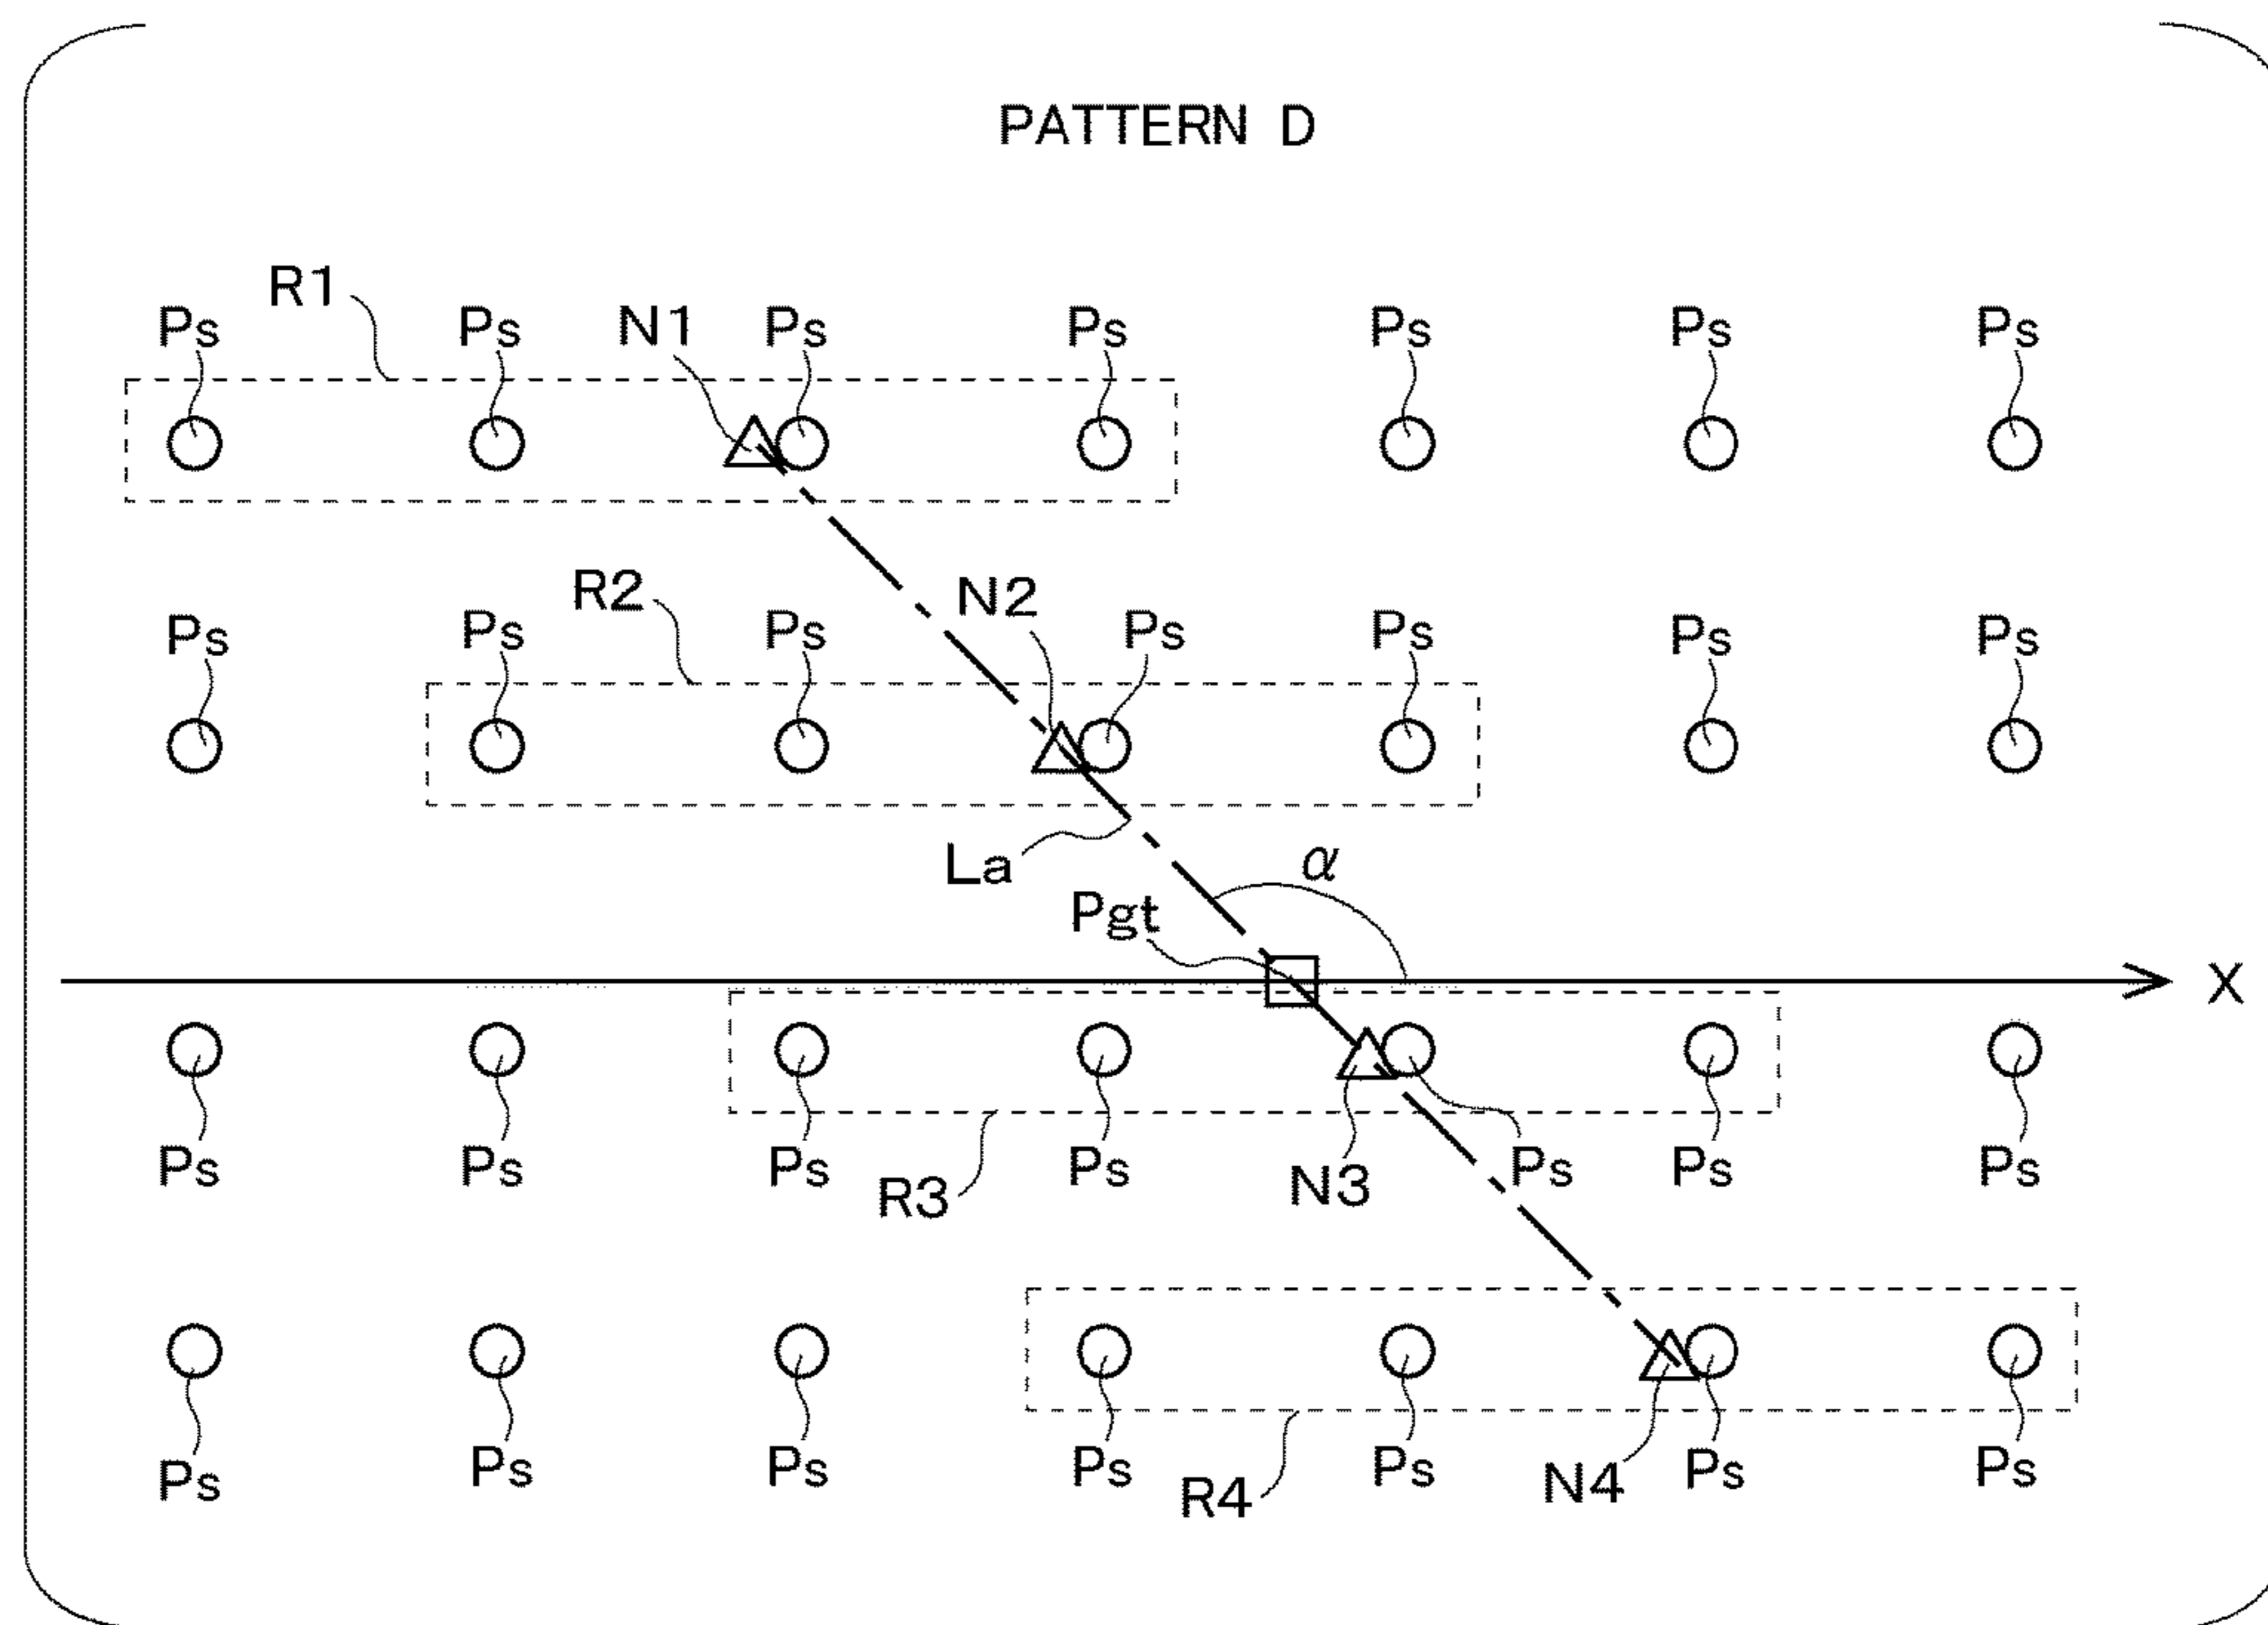 PATTERN D
R1
Ps Ps N1 Ps Ps Ps Ps Ps
R2 N2
Ps Ps Ps Ps Ps Ps Ps
La α
Pgt
X
Ps Ps Ps Ps N3 Ps Ps Ps
R3
Ps Ps Ps Ps Ps N4 Ps Ps
R4